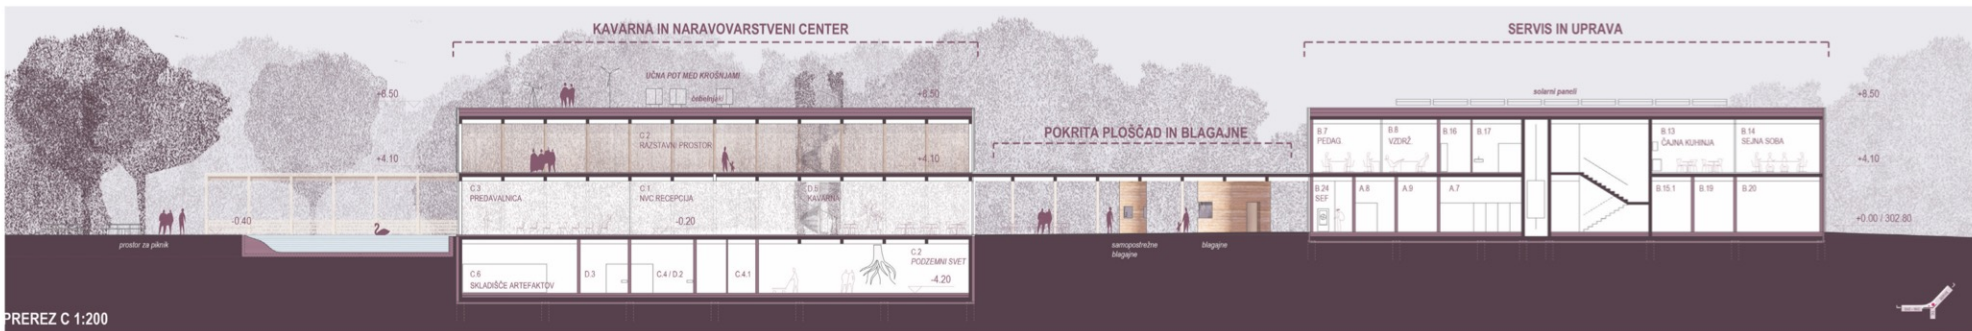 KAVARNA IN NARAVOVARSTVENI CENTER
SERVIS IN UPRAVA
UČNA POT MED KROŠNJAMI
čebelnjaki
+6.50
+6.50
solarni paneli
+6.50
POKRITA PLOŠČAD IN BLAGAJNE
C.2
RAZSTAVNI PROSTOR
+4.10
+4.10
B.7
PEDAG.
B.8
VZDRŽ.
B.16
B.17
B.13
ČAJNA KUHINJA
B.14
SEJNA SOBA
+4.10
C.3
PREDAVALNICA
C.1
NVC RECEPCIJA
-0.20
D.5
KAVARNA
B.24
SEF
A.8
A.9
A.7
B.15.1
B.19
B.20
-0.40
+0.00 / 302.80
prostor za piknik
samopostrežne
blagajne
blagajne
C.6
SKLADIŠČE ARTEFAKTOV
D.3
C.4 / D.2
C.4.1
C.2
PODZEMNI SVET
-4.20
PREREZ C 1:200